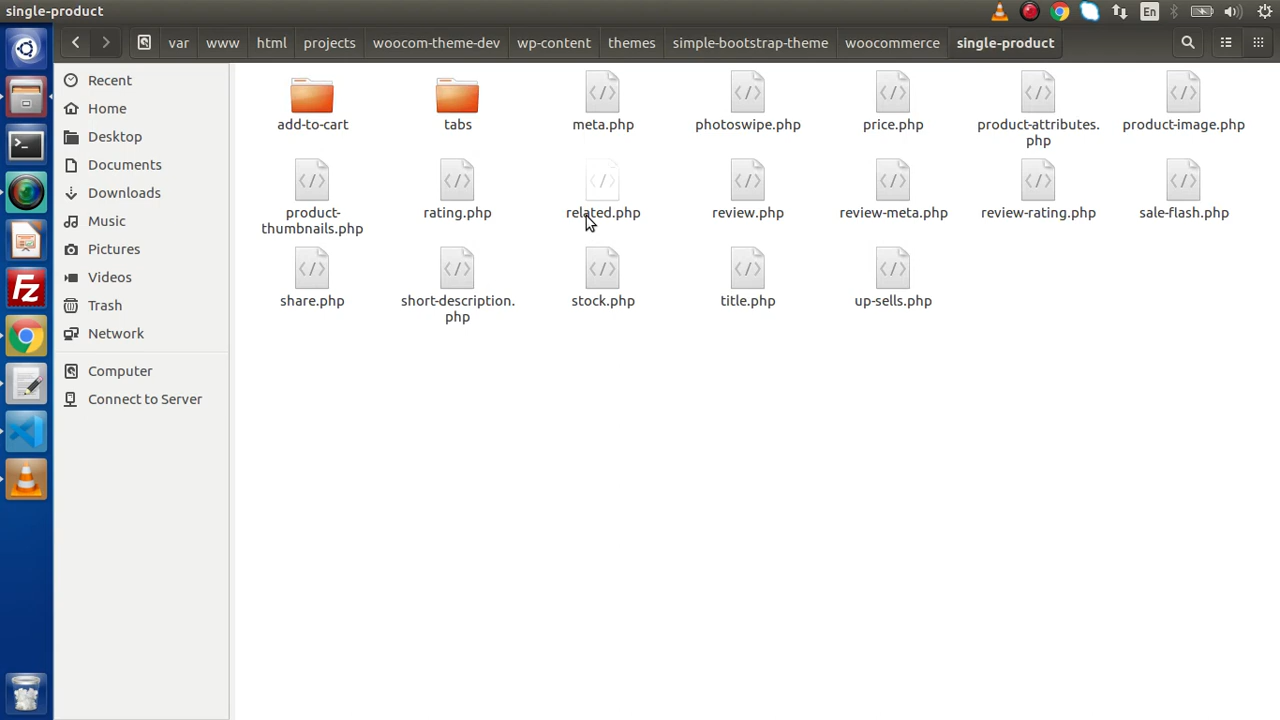 single-product
En
var
www
html
projects
woocom-theme-dev
wp-content
themes
simple-bootstrap-theme
woocommerce
single-product
Recent
Home
Desktop
Documents
Downloads
Music
Pictures
Videos
Trash
Network
Computer
Connect to Server
add-to-cart
tabs
meta.php
photoswipe.php
price.php
product-attributes.
php
product-image.php
product-
thumbnails.php
rating.php
related.php
review.php
review-meta.php
review-rating.php
sale-flash.php
share.php
short-description.
php
stock.php
title.php
up-sells.php
Fz